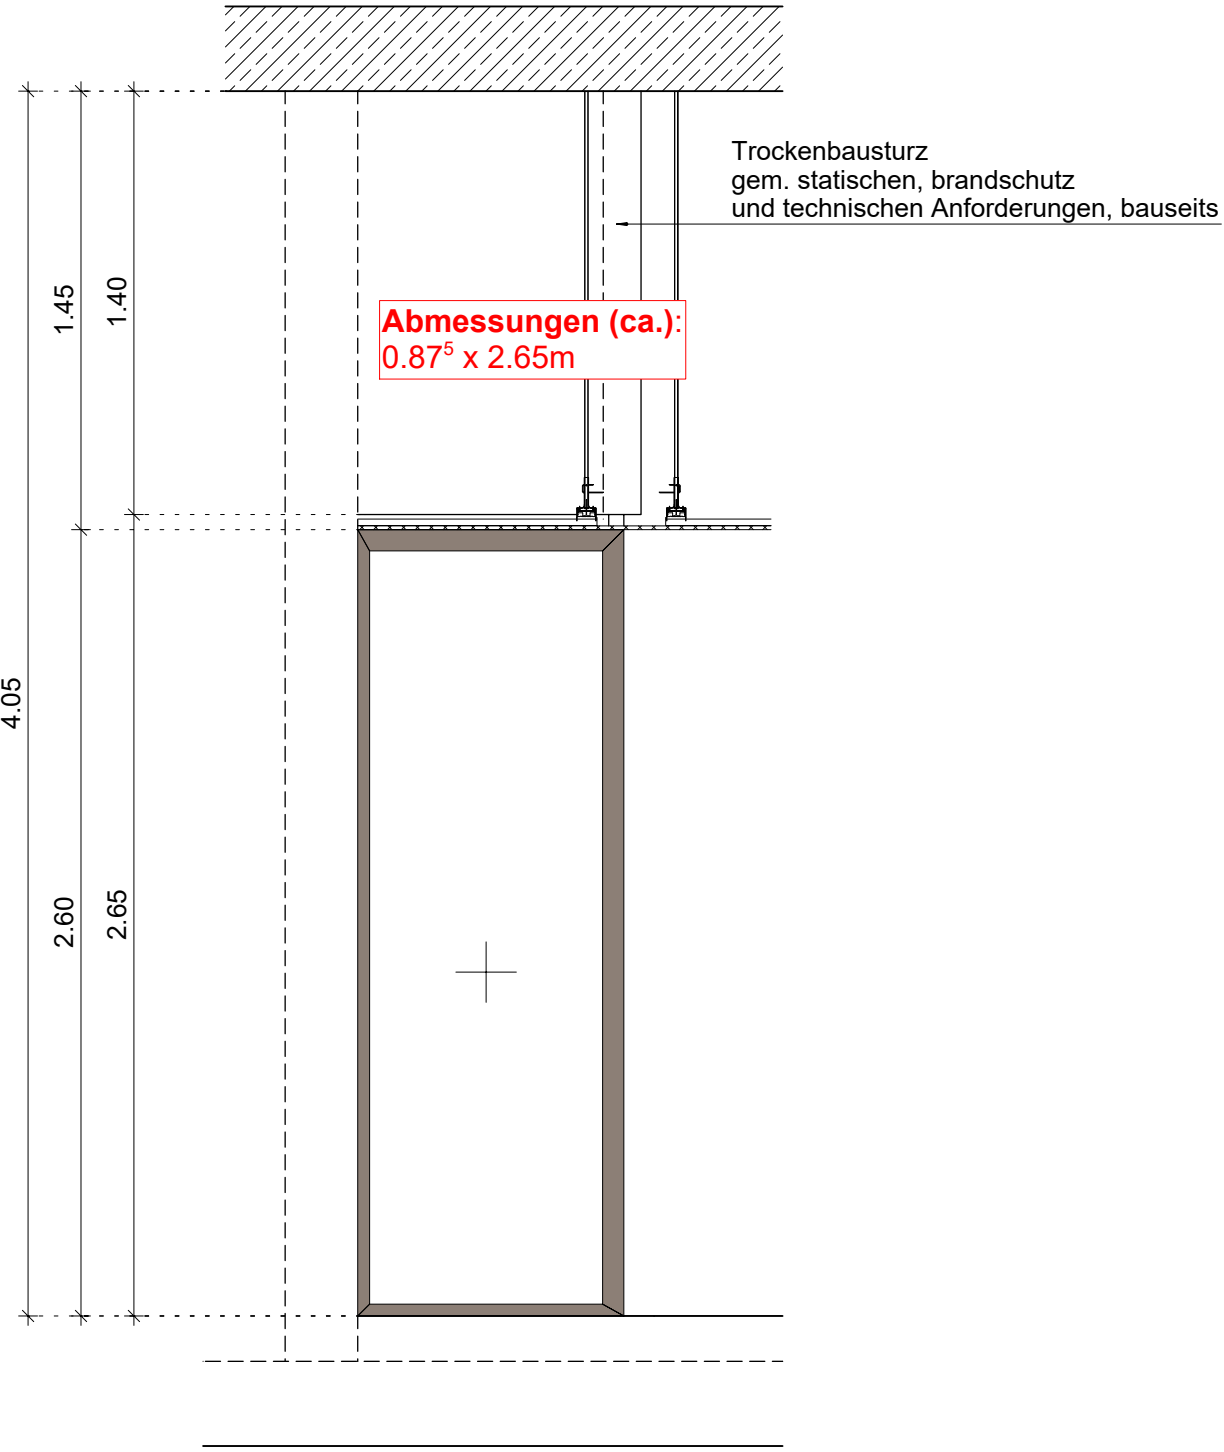 Trockenbausturz
gem. statischen, brandschutz
und technischen Anforderungen, bauseits
1.45
1.40
Abmessungen (ca.):
0.87⁵ x 2.65m
4.05
2.60
2.65